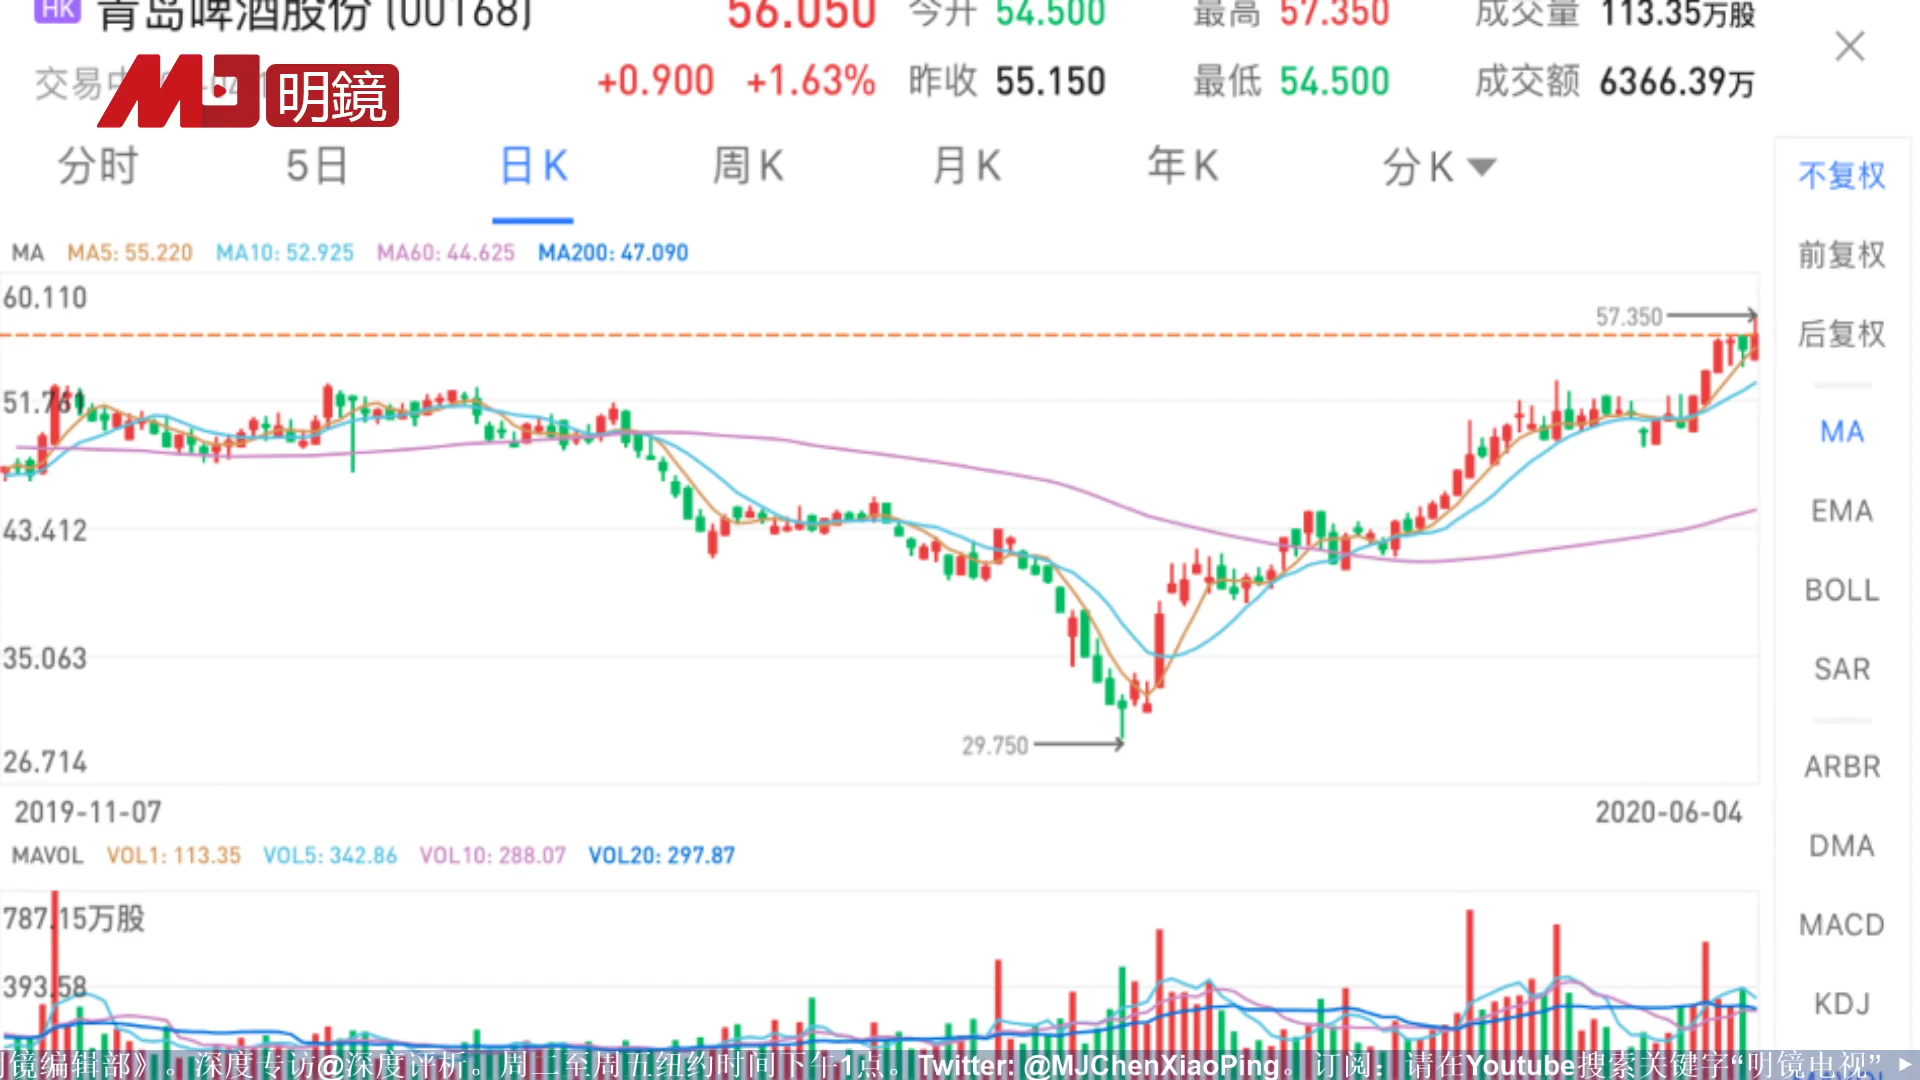 HK 青岛啤酒股份 (00168) 56.050 今开 54.500 最高 57.350 成交量 113.35万股
交易中 +0.900 +1.63% 昨收 55.150 最低 54.500 成交额 6366.39万
明鏡
分时 5日 日K 周K 月K 年K 分K
不复权
前复权
后复权
MA
EMA
BOLL
SAR
ARBR
DMA
MACD
KDJ
MA MA5: 55.220 MA10: 52.925 MA60: 44.625 MA200: 47.090
60.110
57.350
51.761
43.412
35.063
29.750
26.714
2019-11-07 2020-06-04
MAVOL VOL1: 113.35 VOL5: 342.86 VOL10: 288.07 VOL20: 297.87
787.15万股
393.58
镜编辑部》。深度专访@深度评析。周二至周五纽约时间下午1点。Twitter: @MJChenXiaoPing。订阅：请在Youtube搜索关键字“明镜电视”